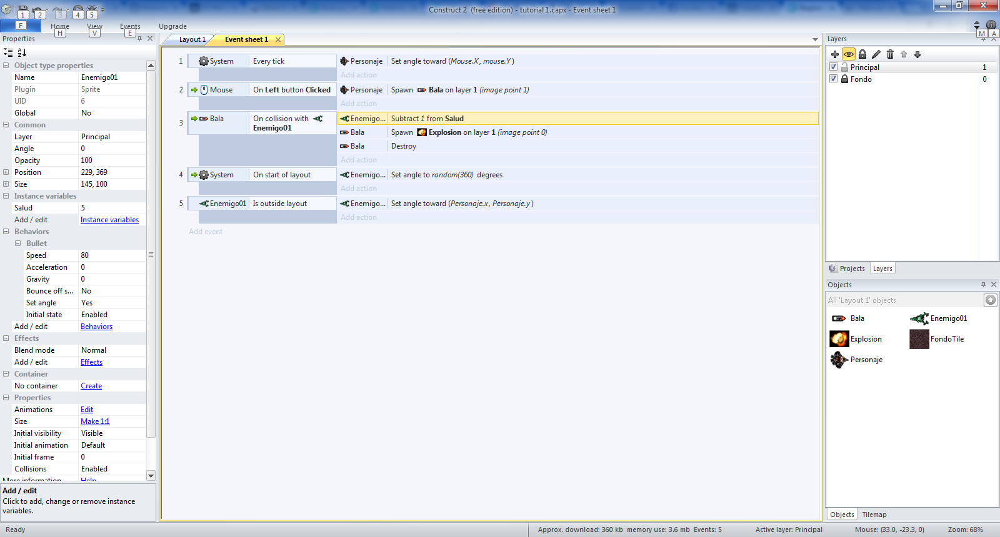 Construct 2  (free edition) - tutorial 1.capx - Event sheet 1
1 2 3 4 5
F Home View Events Upgrade
H V E M A
Properties
Object type properties
Name Enemigo01
Plugin Sprite
UID 6
Global No
Common
Layer Principal
Angle 0
Opacity 100
Position 229, 369
Size 145, 100
Instance variables
Salud 5
Add / edit Instance variables
Behaviors
Bullet
Speed 80
Acceleration 0
Gravity 0
Bounce off s... No
Set angle Yes
Initial state Enabled
Add / edit Behaviors
Effects
Blend mode Normal
Add / edit Effects
Container
No container Create
Properties
Animations Edit
Size Make 1:1
Initial visibility Visible
Initial animation Default
Initial frame 0
Collisions Enabled
More information Help
Add / edit
Click to add, change or remove instance
variables.
Layout 1 Event sheet 1
1 System Every tick Personaje Set angle toward (Mouse.X, mouse.Y)
Add action
2 Mouse On Left button Clicked Personaje Spawn Bala on layer 1 (image point 1)
Add action
3 Bala On collision with Enemigo01 Enemigo... Subtract 1 from Salud
Bala Spawn Explosion on layer 1 (image point 0)
Bala Destroy
Add action
4 System On start of layout Enemigo... Set angle to random(360) degrees
Add action
5 Enemigo01 Is outside layout Enemigo... Set angle toward (Personaje.x, Personaje.y)
Add action
Add event
Layers
Principal 1
Fondo 0
Projects Layers
Objects
All 'Layout 1' objects
Bala Enemigo01
Explosion FondoTile
Personaje
Objects Tilemap
Ready Approx. download: 360 kb memory use: 3.6 mb Events: 5 Active layer: Principal Mouse: (33.0, -23.3, 0) Zoom: 68%